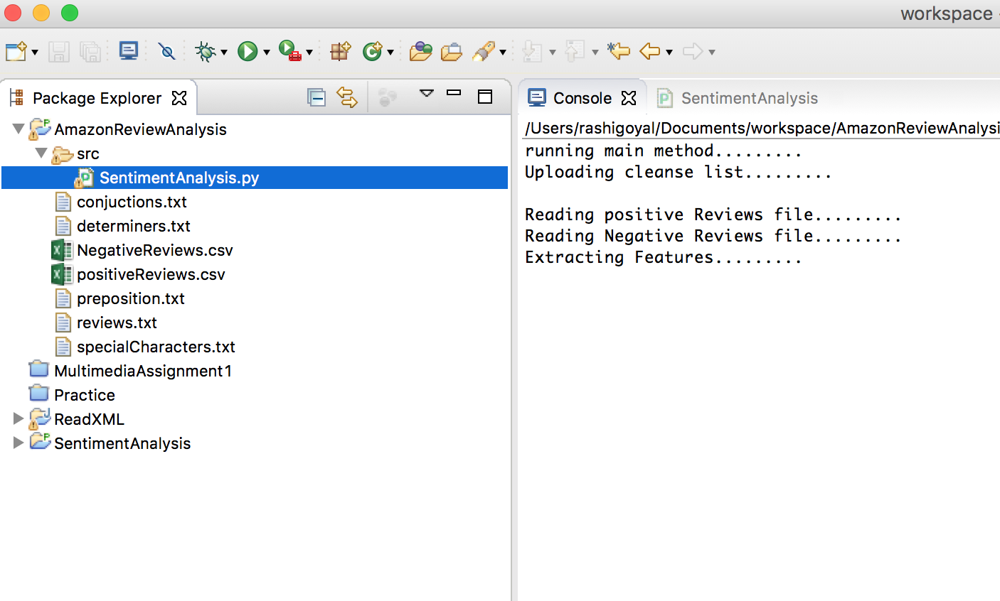 workspace
Package Explorer
AmazonReviewAnalysis
src
SentimentAnalysis.py
conjuctions.txt
determiners.txt
NegativeReviews.csv
positiveReviews.csv
preposition.txt
reviews.txt
specialCharacters.txt
MultimediaAssignment1
Practice
ReadXML
SentimentAnalysis
Console SentimentAnalysis
/Users/rashigoyal/Documents/workspace/AmazonReviewAnalysi
running main method.........
Uploading cleanse list.........
Reading positive Reviews file.........
Reading Negative Reviews file.........
Extracting Features.........